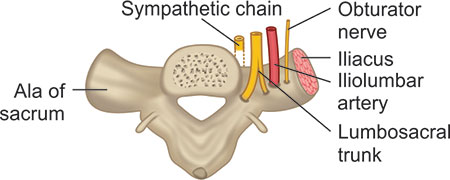 Sympathetic chain
Obturator
nerve
Iliacus
Iliolumbar
artery
Lumbosacral
trunk
Ala of
sacrum